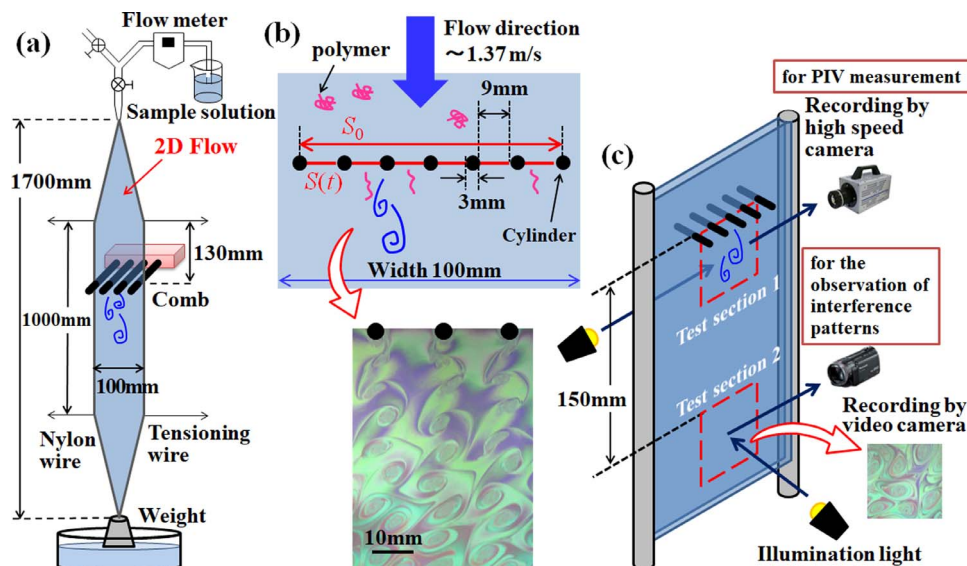 (a)
Flow meter
Sample solution
2D Flow
1700mm
130mm
Comb
1000mm
100mm
Nylon
wire
Tensioning
wire
Weight
(b)
polymer
Flow direction
~1.37 m/s
9mm
S0
S(t)
3mm
Cylinder
Width 100mm
10mm
(c)
for PIV measurement
Recording by
high speed
camera
for the
observation of
interference
patterns
Test section 1
150mm
Test section 2
Recording by
video camera
Illumination light